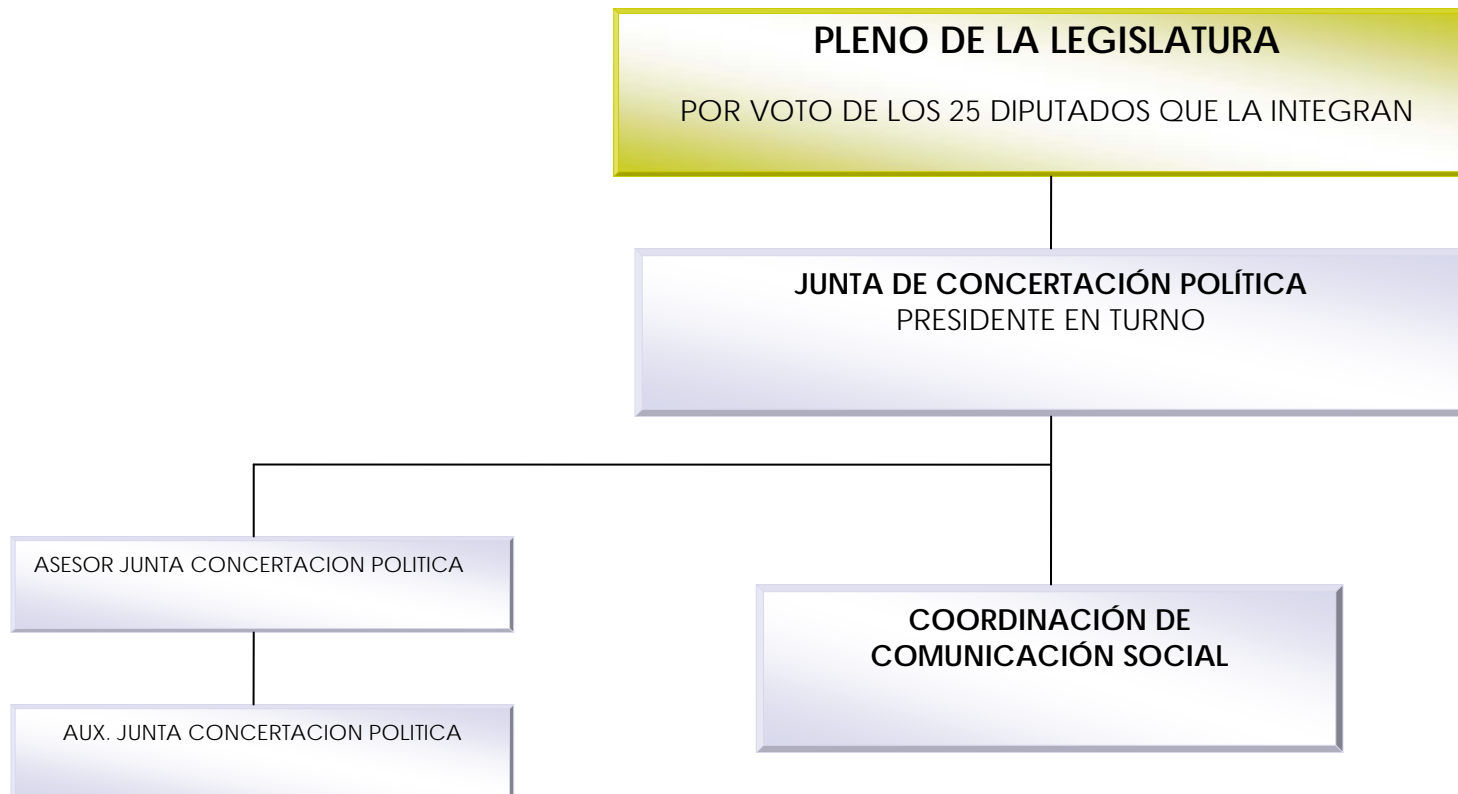 PLENO DE LA LEGISLATURA
POR VOTO DE LOS 25 DIPUTADOS QUE LA INTEGRAN
JUNTA DE CONCERTACIÓN POLÍTICA
PRESIDENTE EN TURNO
ASESOR JUNTA CONCERTACION POLITICA
COORDINACIÓN DE
COMUNICACIÓN SOCIAL
AUX. JUNTA CONCERTACION POLITICA